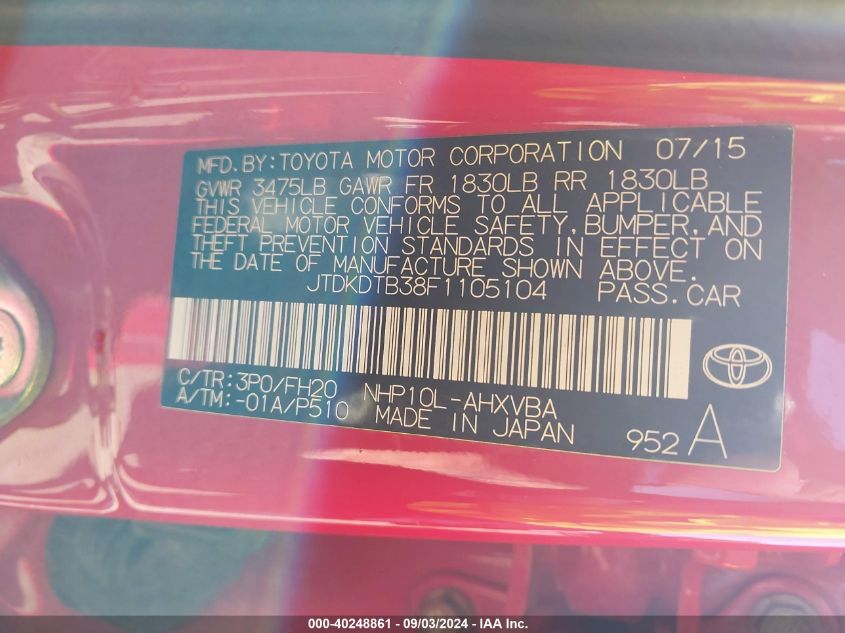 MFD. BY: TOYOTA MOTOR CORPORATION 07/15
GVWR 3475LB GAWR FR 1830LB RR 1830LB
THIS VEHICLE CONFORMS TO ALL APPLICABLE
FEDERAL MOTOR VEHICLE SAFETY, BUMPER, AND
THEFT PREVENTION STANDARDS IN EFFECT ON
THE DATE OF MANUFACTURE SHOWN ABOVE.
JTDKDTB38F1105104 PASS. CAR
C/TR: 3P0/FH20 NHP10L-AHXVBA
A/TM: -01A/P510 MADE IN JAPAN
952 A
000-40248861 - 09/03/2024 - IAA Inc.